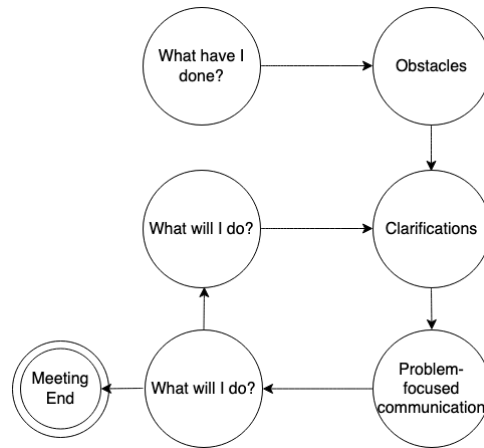 What have I
done?
Obstacles
What will I do?
Clarifications
Meeting
End
What will I do?
Problem-
focused
communication